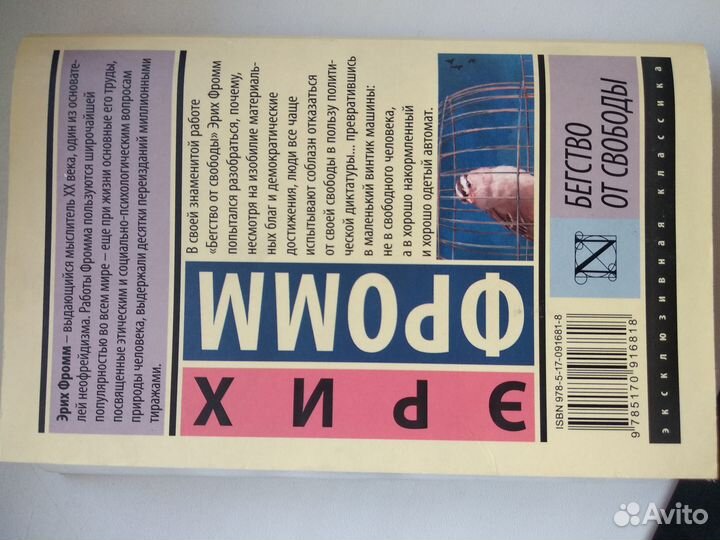 Эрих Фромм — выдающийся мыслитель XX века, один из основате-
лей неофрейдизма. Работы Фромма пользуются широчайшей
популярностью во всем мире — еще при жизни основные его труды,
посвященные этическим и социально-психологическим вопросам
природы человека, выдержали десятки переизданий миллионными
тиражами.
В своей знаменитой работе
«Бегство от свободы» Эрих Фромм
попытался разобраться, почему,
несмотря на изобилие материаль-
ных благ и демократические
достижения, люди все чаще
испытывают соблазн отказаться
от своей свободы в пользу полити-
ческой диктатуры... превратившись
в маленький винтик машины:
не в свободного человека,
а в хорошо накормленный
и хорошо одетый автомат.
ЭРИХ
ФРОММ
БЕГСТВО
ОТ СВОБОДЫ
ISBN 978-5-17-091681-8
9 785170 916818
эксклюзивная классика
Avito